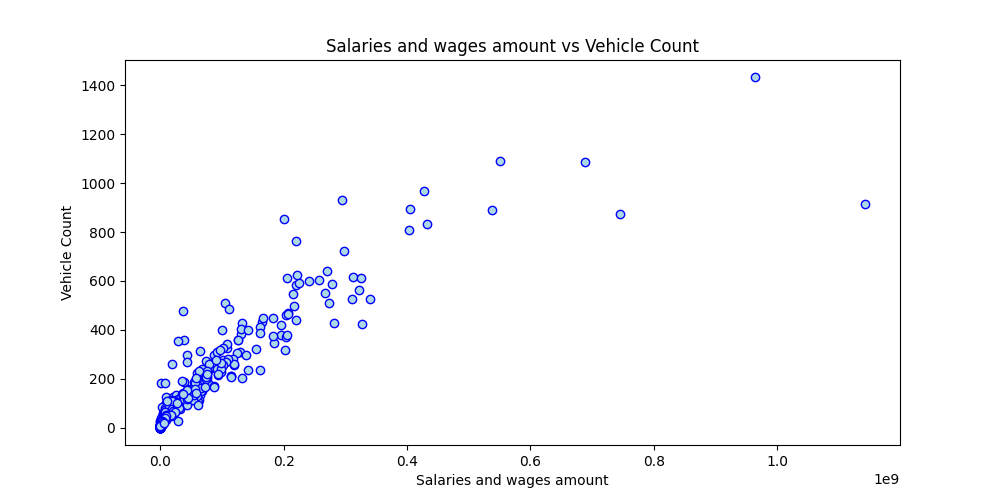 Salaries and wages amount vs Vehicle Count
1400
1200
1000
800
600
400
200
0
Vehicle Count
0.0 0.2 0.4 0.6 0.8 1.0
1e9
Salaries and wages amount